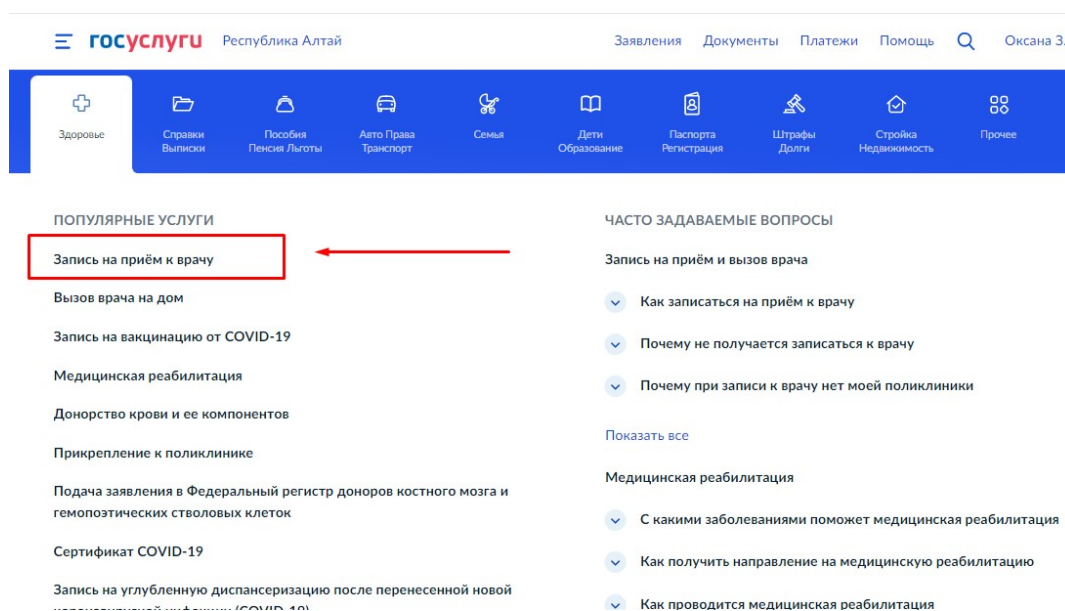 госуслуги Республика Алтай Заявления Документы Платежи Помощь Оксана З.
Здоровье
Справки
Выписки
Пособия
Пенсия Льготы
Авто Права
Транспорт
Семья
Дети
Образование
Паспорта
Регистрация
Штрафы
Долги
Стройка
Недвижимость
Прочее
ПОПУЛЯРНЫЕ УСЛУГИ
Запись на приём к врачу
Вызов врача на дом
Запись на вакцинацию от COVID-19
Медицинская реабилитация
Донорство крови и ее компонентов
Прикрепление к поликлинике
Подача заявления в Федеральный регистр доноров костного мозга и
гемопоэтических стволовых клеток
Сертификат COVID-19
Запись на углубленную диспансеризацию после перенесенной новой
коронавирусной инфекции (COVID-19)
ЧАСТО ЗАДАВАЕМЫЕ ВОПРОСЫ
Запись на приём и вызов врача
Как записаться на приём к врачу
Почему не получается записаться к врачу
Почему при записи к врачу нет моей поликлиники
Показать все
Медицинская реабилитация
С какими заболеваниями поможет медицинская реабилитация
Как получить направление на медицинскую реабилитацию
Как проводится медицинская реабилитация